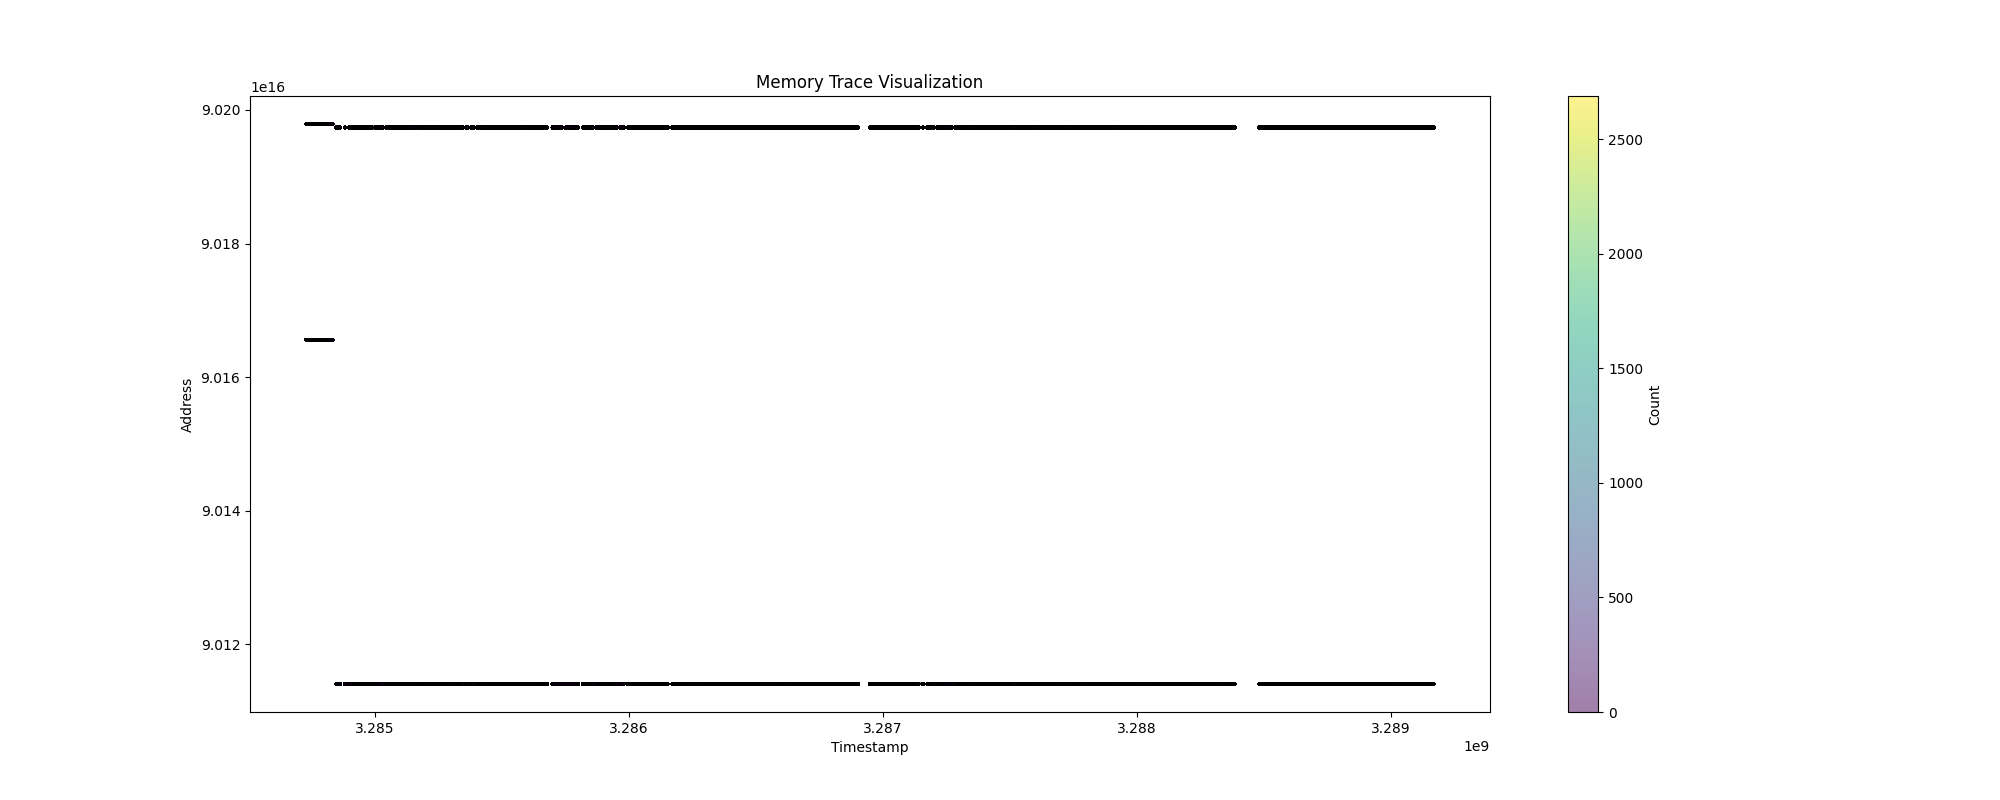 Memory Trace Visualization
1e16
9.020
9.018
9.016
9.014
9.012
Address
3.285
3.286
3.287
3.288
3.289
1e9
Timestamp
2500
2000
1500
1000
500
0
Count